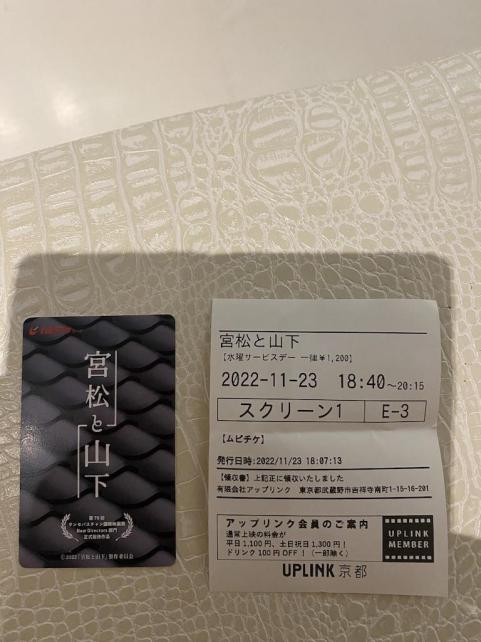 宮松と山下
第70回
サンセバスチャン国際映画祭
New Directors部門
正式招待作品
©2022『宮松と山下』製作委員会
宮松と山下
【水曜サービスデー 一律¥1,200】
2022-11-23 18:40～20:15
スクリーン1 E-3
【ムビチケ】
発行日時:2022/11/23 18:07:13
【領収書】上記正に領収いたしました
有限会社アップリンク 東京都武蔵野市吉祥寺南町1-15-16-201
アップリンク会員のご案内
通常上映の料金が
平日1,100円、土日祝日1,300円！
ドリンク100円OFF！（一部除く）
UPLINK
MEMBER
UPLINK 京都